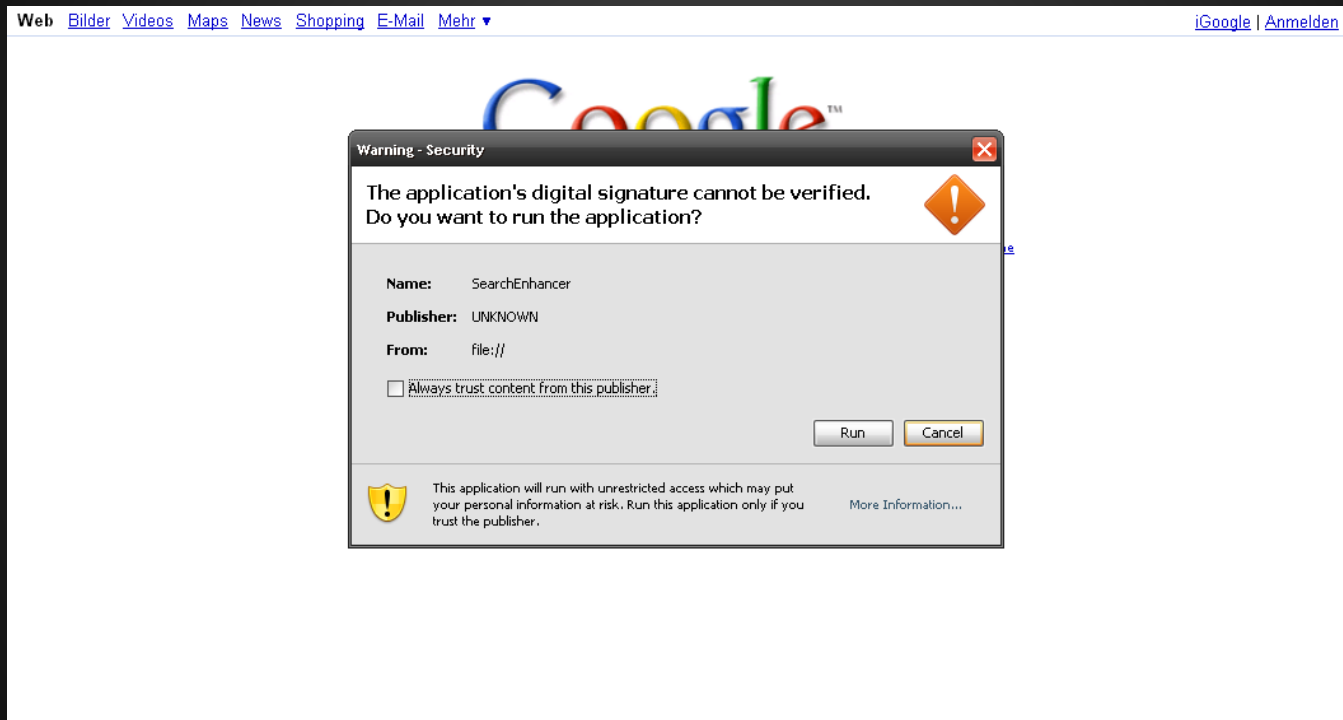 Web Bilder Videos Maps News Shopping E-Mail Mehr ▼ iGoogle | Anmelden
Google™
Warning - Security
The application's digital signature cannot be verified.
Do you want to run the application?
Name: SearchEnhancer
Publisher: UNKNOWN
From: file://
Always trust content from this publisher.
Run Cancel
This application will run with unrestricted access which may put
your personal information at risk. Run this application only if you
trust the publisher.
More Information...